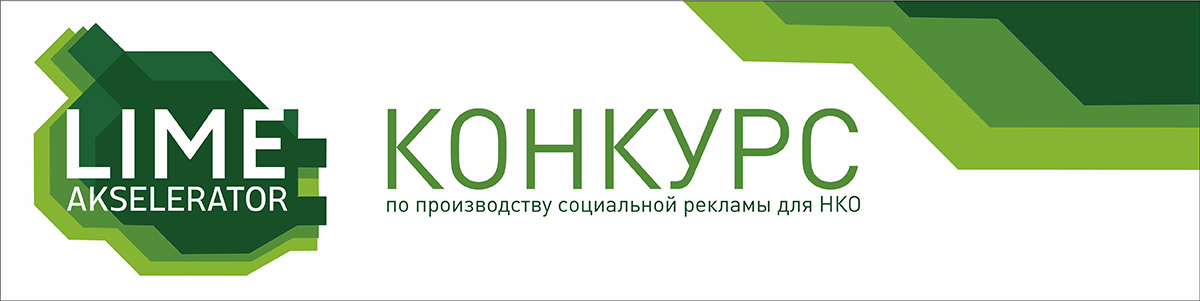 LIME
AKSELERATOR
КОНКУРС
по производству социальной рекламы для НКО